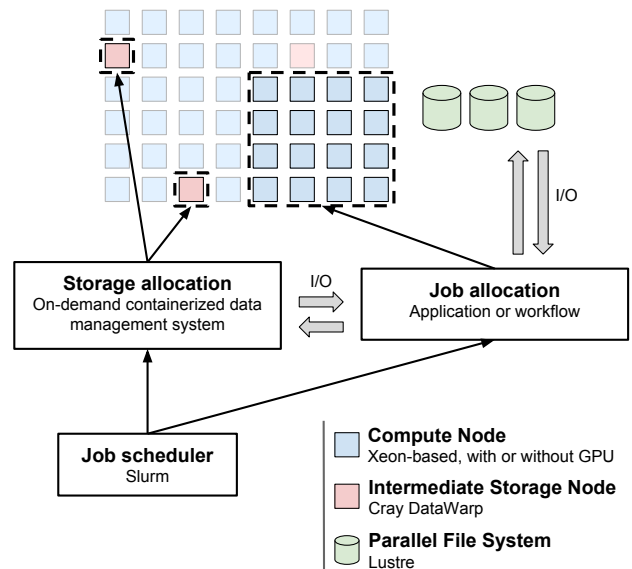 I/O
Storage allocation
On-demand containerized data
management system
I/O
Job allocation
Application or workflow
Job scheduler
Slurm
Compute Node
Xeon-based, with or without GPU
Intermediate Storage Node
Cray DataWarp
Parallel File System
Lustre